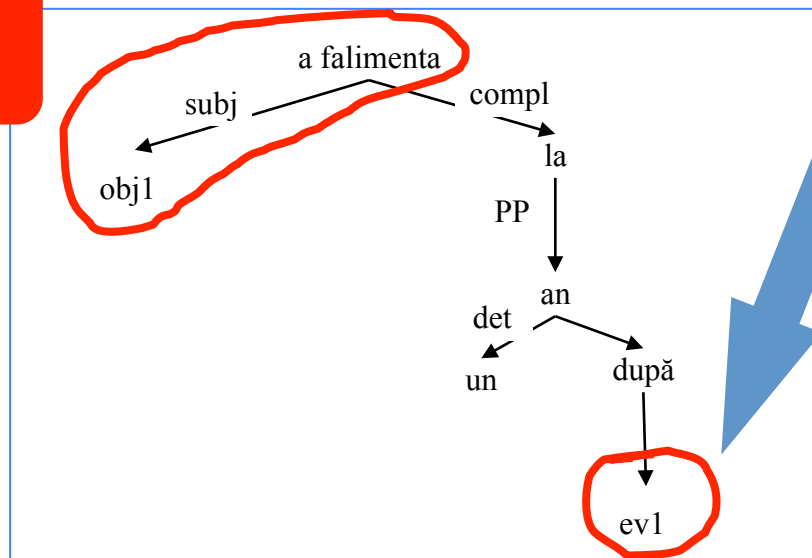 a falimenta
subj
compl
obj1
la
PP
an
det
un
după
ev1